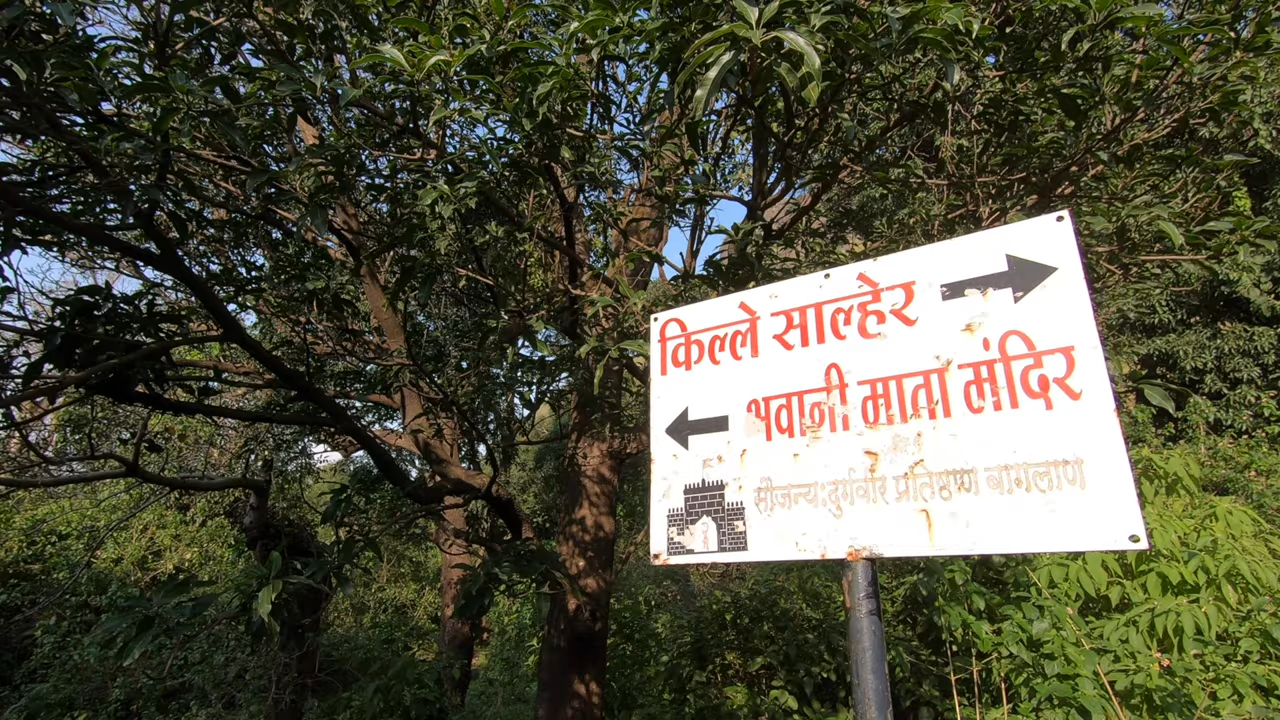 किल्ले साल्हेर
भवानी माता मंदिर
सौजन्य:दुर्गवीर प्रतिष्ठाण बागलाण